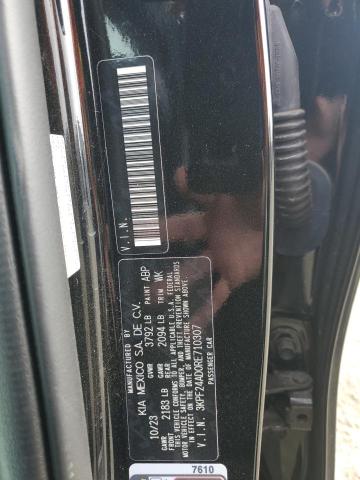 V.I.N.
KIA MEXICO S.A. DE C.V.
10/23 GVWR 3792 LB PAINT ABP
GAWR FRONT 2183 LB GAWR REAR 2094 LB TRIM WK
THIS VEHICLE CONFORMS TO ALL APPLICABLE U.S.A. FEDERAL
MOTOR VEHICLE SAFETY, BUMPER, AND THEFT PREVENTION STANDARDS
IN EFFECT ON THE DATE OF MANUFACTURE SHOWN ABOVE.
V.I.N. 3KPF24AD0RE710307
PASSENGER CAR
7610